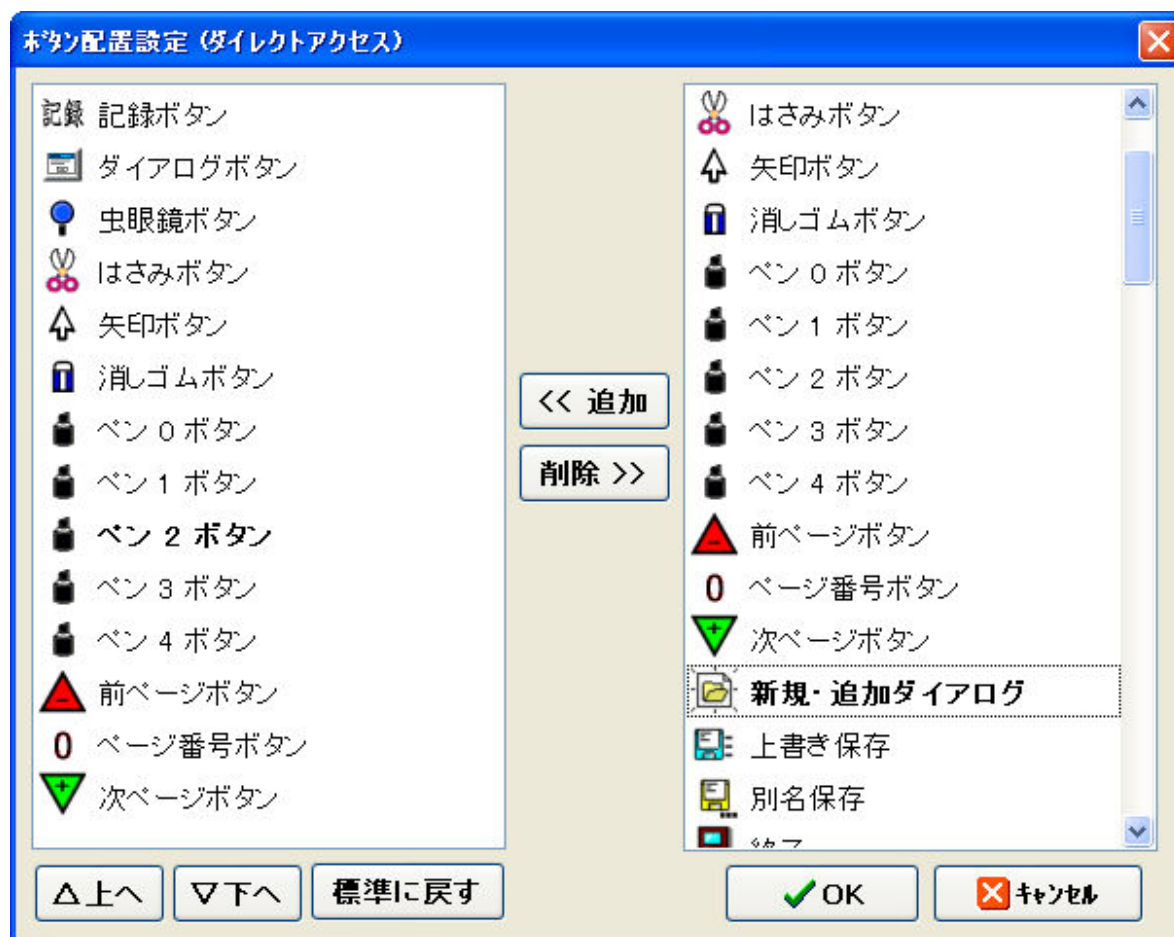 ボタン配置設定（ダイレクトアクセス）
記録 記録ボタン
ダイアログボタン
虫眼鏡ボタン
はさみボタン
矢印ボタン
消しゴムボタン
ペン 0 ボタン
ペン 1 ボタン
ペン 2 ボタン
ペン 3 ボタン
ペン 4 ボタン
前ページボタン
0 ページ番号ボタン
次ページボタン
<< 追加
削除 >>
はさみボタン
矢印ボタン
消しゴムボタン
ペン 0 ボタン
ペン 1 ボタン
ペン 2 ボタン
ペン 3 ボタン
ペン 4 ボタン
前ページボタン
0 ページ番号ボタン
次ページボタン
新規・追加ダイアログ
上書き保存
別名保存
△上へ
▽下へ
標準に戻す
OK
キャンセル